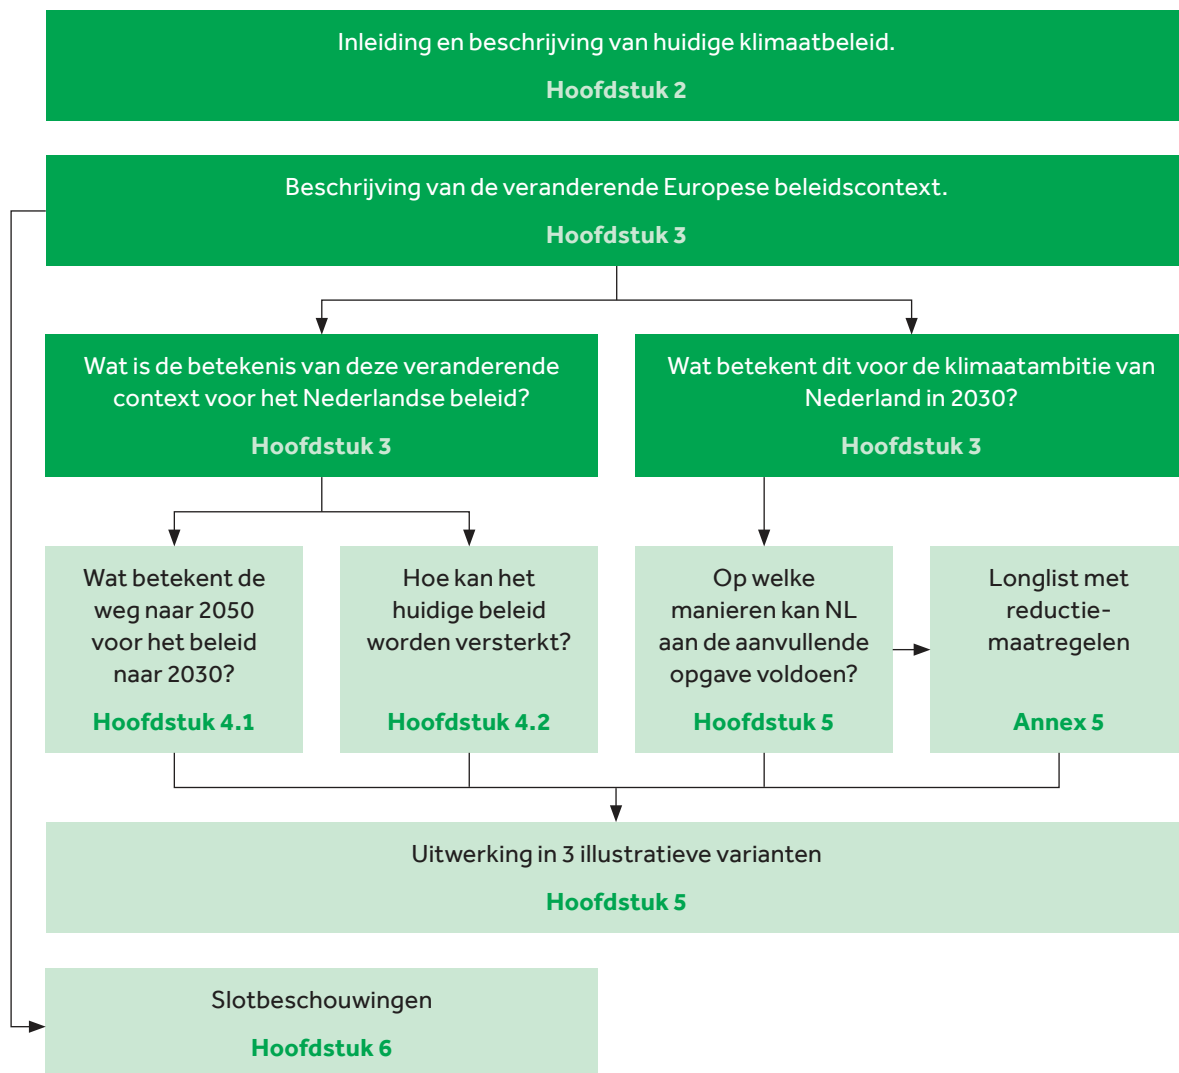 Inleiding en beschrijving van huidige klimaatbeleid.
Hoofdstuk 2
Beschrijving van de veranderende Europese beleidscontext.
Hoofdstuk 3
Wat is de betekenis van deze veranderende
context voor het Nederlandse beleid?
Hoofdstuk 3
Wat betekent dit voor de klimaatambitie van
Nederland in 2030?
Hoofdstuk 3
Wat betekent de
weg naar 2050
voor het beleid
naar 2030?
Hoofdstuk 4.1
Hoe kan het
huidige beleid
worden versterkt?
Hoofdstuk 4.2
Op welke
manieren kan NL
aan de aanvullende
opgave voldoen?
Hoofdstuk 5
Longlist met
reductie-
maatregelen
Annex 5
Uitwerking in 3 illustratieve varianten
Hoofdstuk 5
Slotbeschouwingen
Hoofdstuk 6